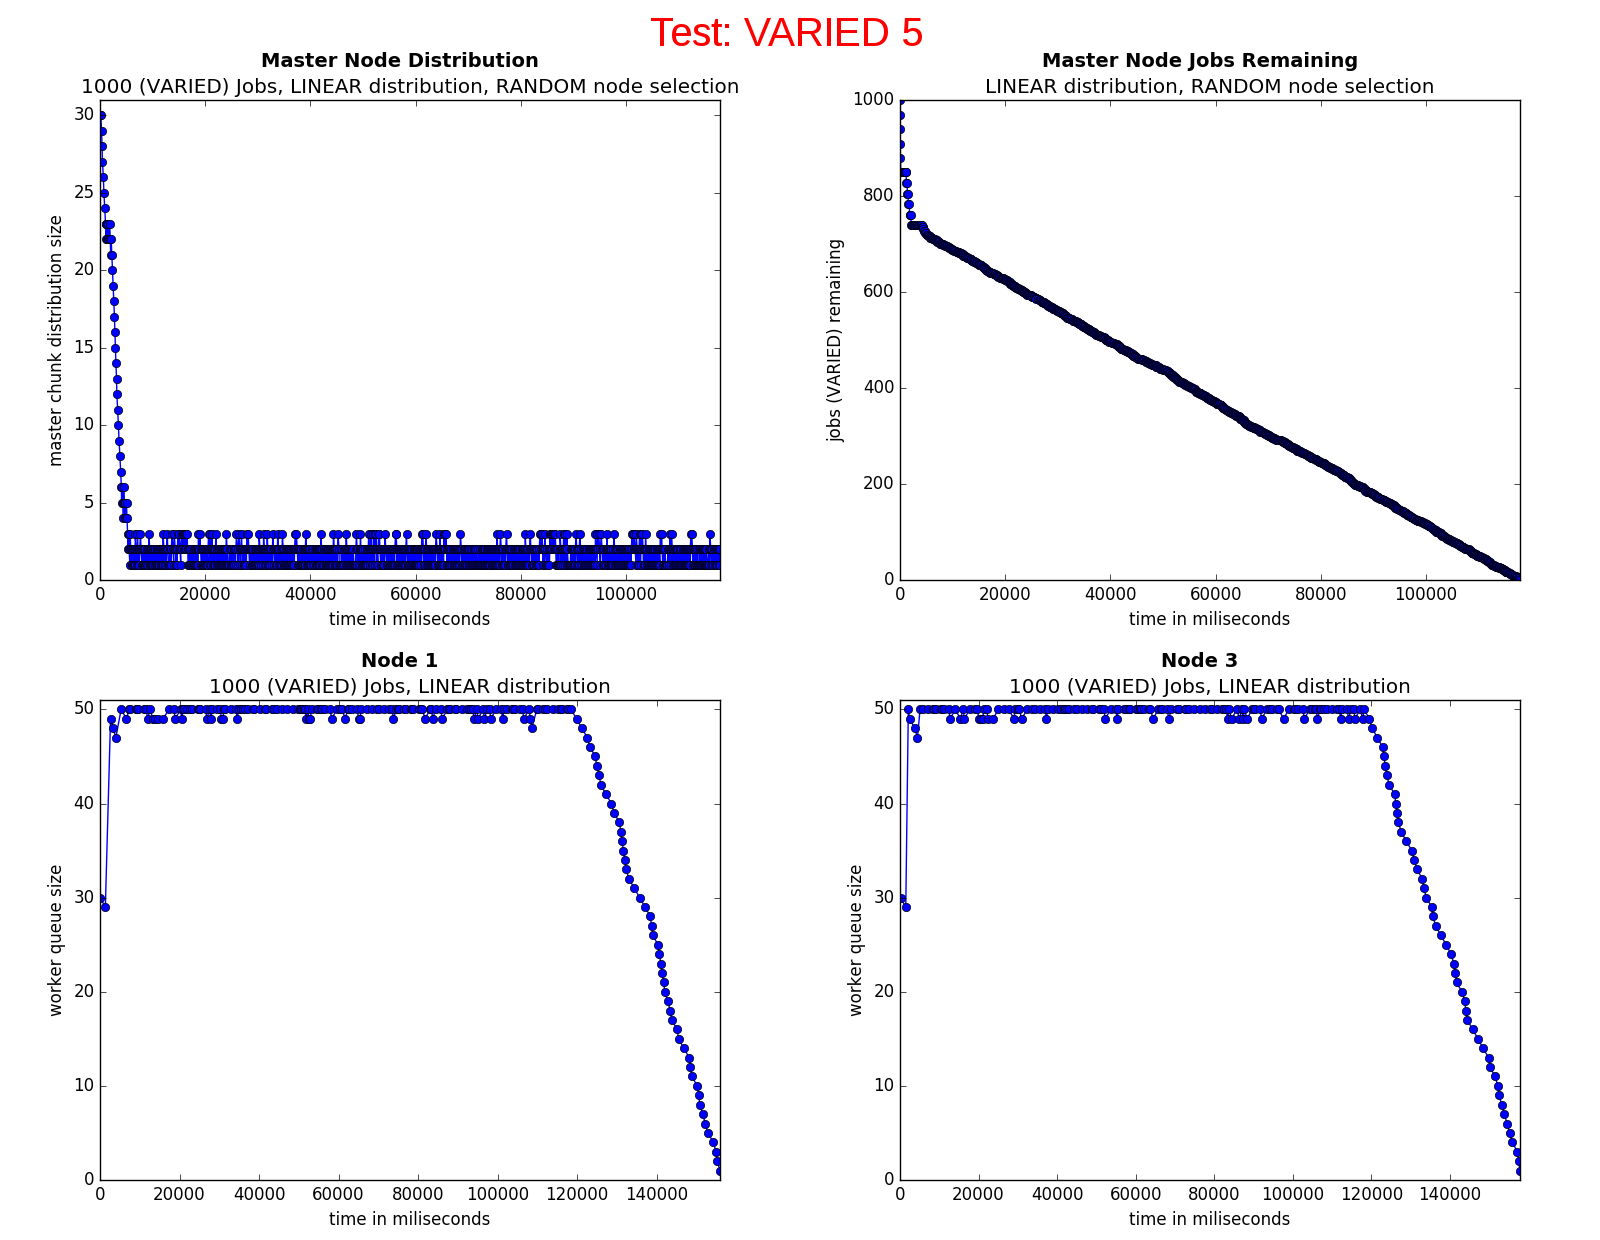 Test: VARIED 5
Master Node Distribution
1000 (VARIED) Jobs, LINEAR distribution, RANDOM node selection
master chunk distribution size
30
25
20
15
10
5
0
0 20000 40000 60000 80000 100000
time in miliseconds
Master Node Jobs Remaining
LINEAR distribution, RANDOM node selection
jobs (VARIED) remaining
1000
800
600
400
200
0
0 20000 40000 60000 80000 100000
time in miliseconds
Node 1
1000 (VARIED) Jobs, LINEAR distribution
worker queue size
50
40
30
20
10
0
0 20000 40000 60000 80000 100000 120000 140000
time in miliseconds
Node 3
1000 (VARIED) Jobs, LINEAR distribution
worker queue size
50
40
30
20
10
0
0 20000 40000 60000 80000 100000 120000 140000
time in miliseconds